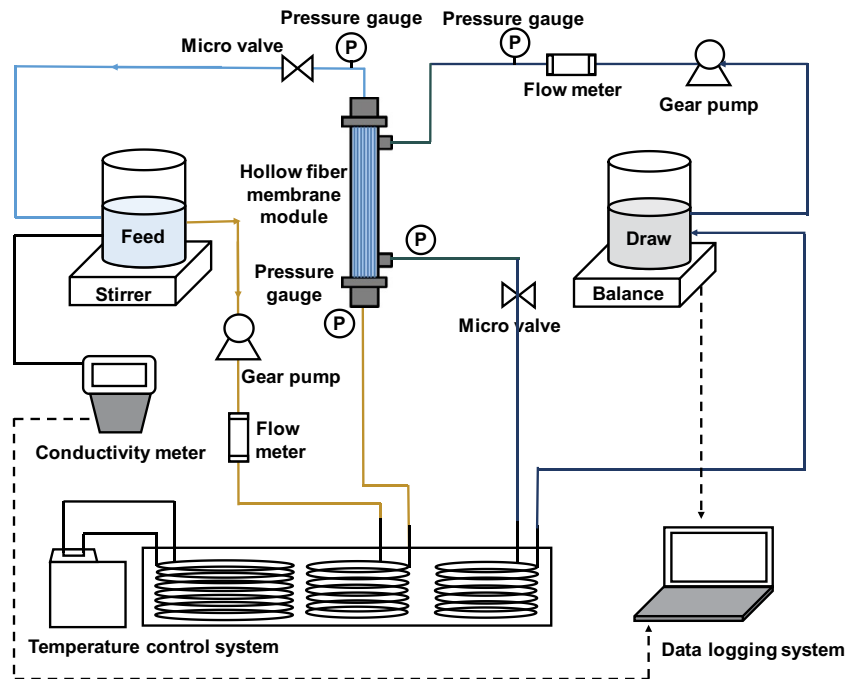 Pressure gauge
Pressure gauge
Micro valve
P
P
Flow meter
Gear pump
Hollow fiber
membrane
module
Feed
Draw
P
Stirrer
Pressure
gauge
Balance
P
Micro valve
Gear pump
Flow
meter
Conductivity meter
Temperature control system
Data logging system